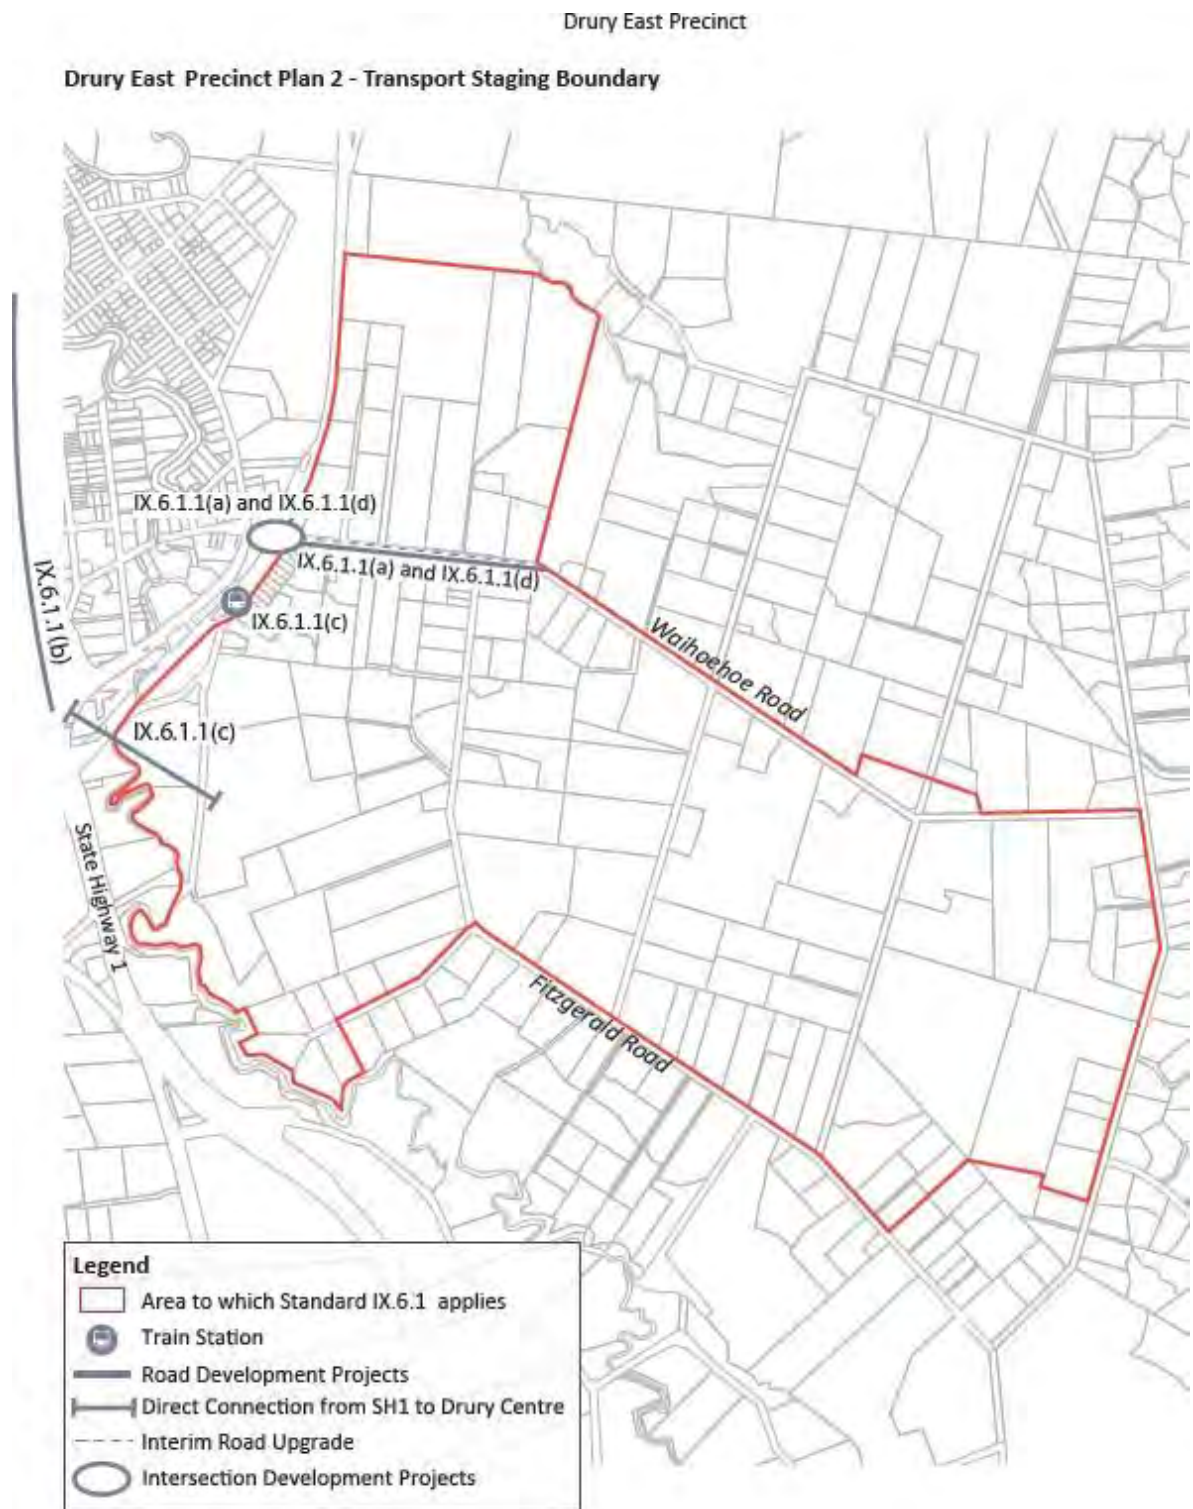 Drury East Precinct
Drury East Precinct Plan 2 - Transport Staging Boundary
IX.6.1.1(a) and IX.6.1.1(d)
IX.6.1.1(a) and IX.6.1.1(d)
IX.6.1.1(b)
IX.6.1.1(c)
Waihoehoe Road
IX.6.1.1(c)
State Highway 1
Fitzgerald Road
Legend
Area to which Standard IX.6.1 applies
Train Station
Road Development Projects
Direct Connection from SH1 to Drury Centre
Interim Road Upgrade
Intersection Development Projects